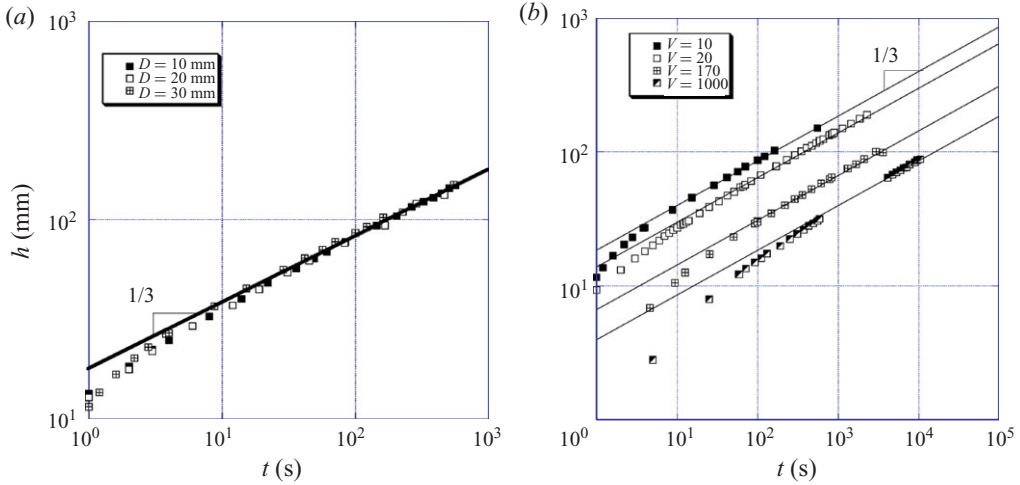 (a)
10³
D = 10 mm
D = 20 mm
D = 30 mm
h (mm)
10²
1/3
10¹
10⁰ 10¹ 10² 10³
t (s)
(b)
10³
V = 10
V = 20
V = 170
V = 1000
1/3
10²
10¹
10⁰ 10¹ 10² 10³ 10⁴ 10⁵
t (s)